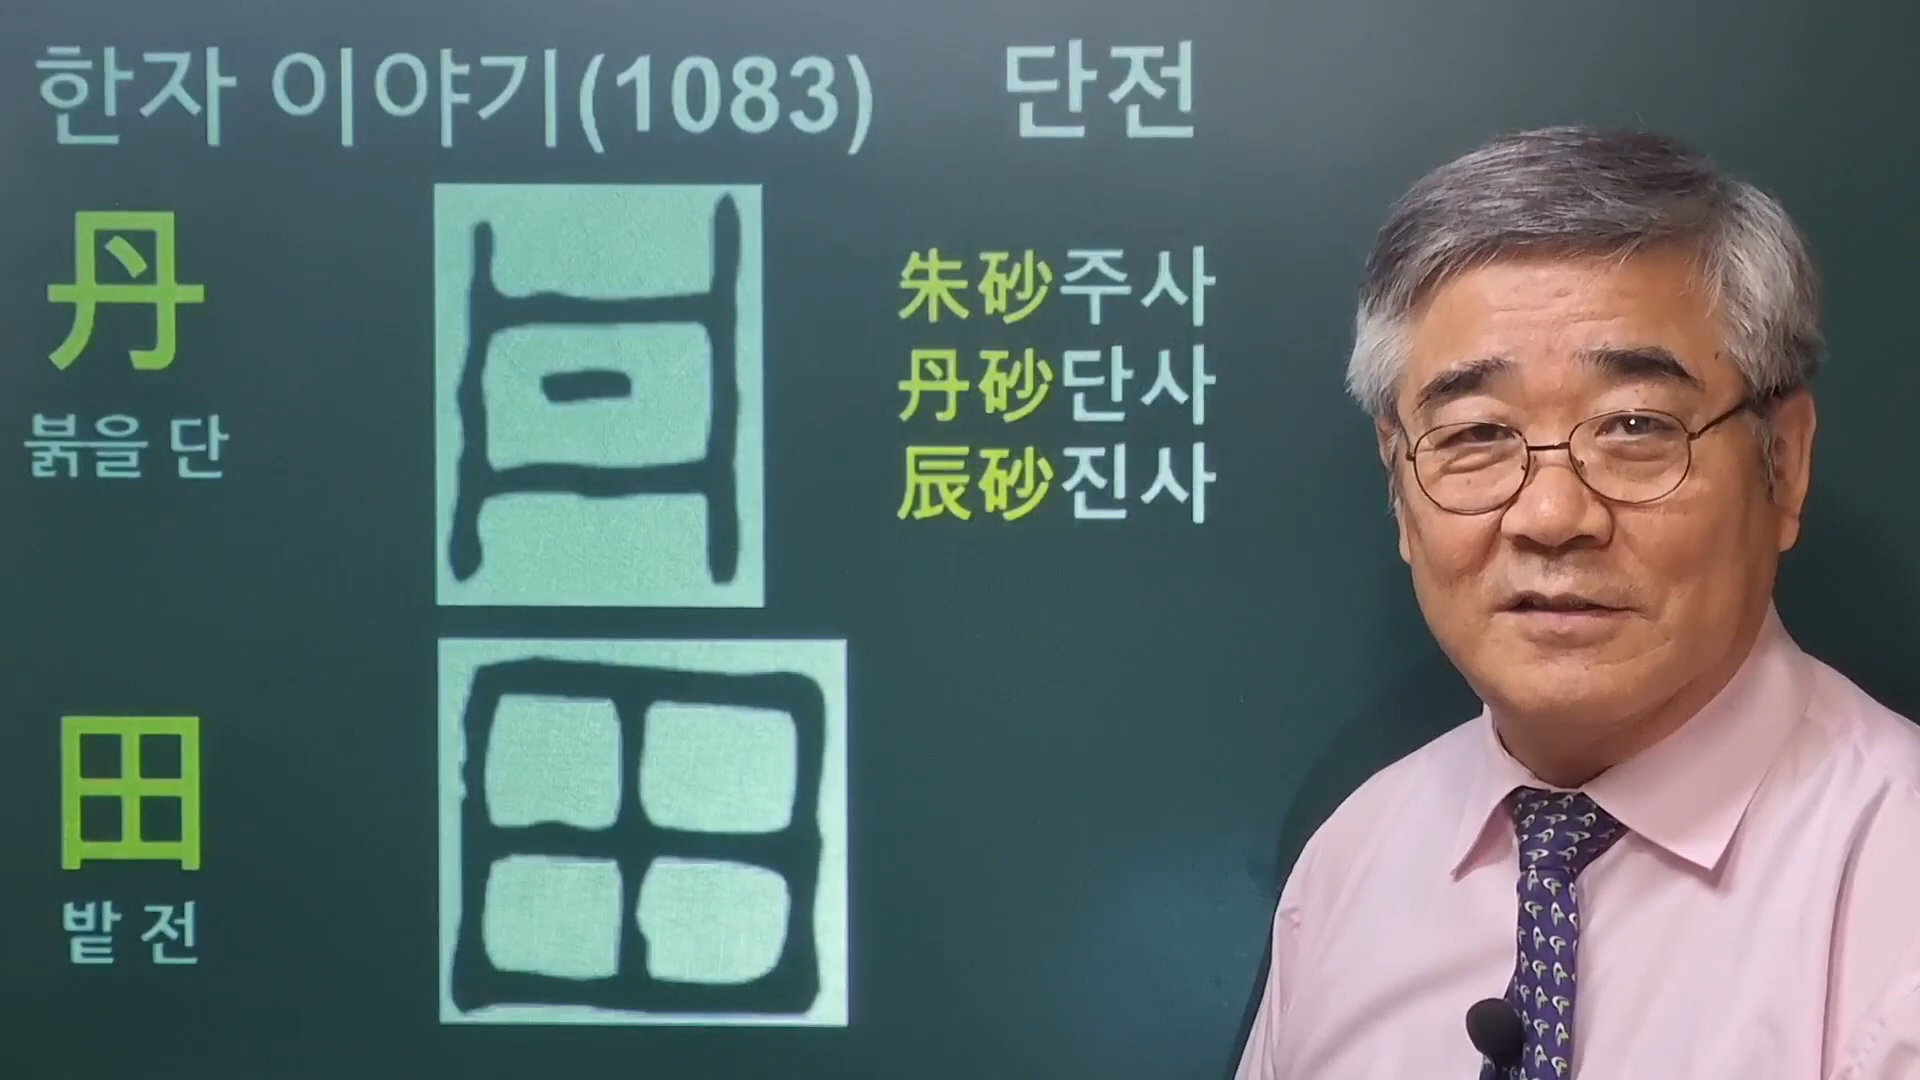 한자 이야기(1083) 단전
丹
붉을 단
朱砂주사
丹砂단사
辰砂진사
田
밭 전